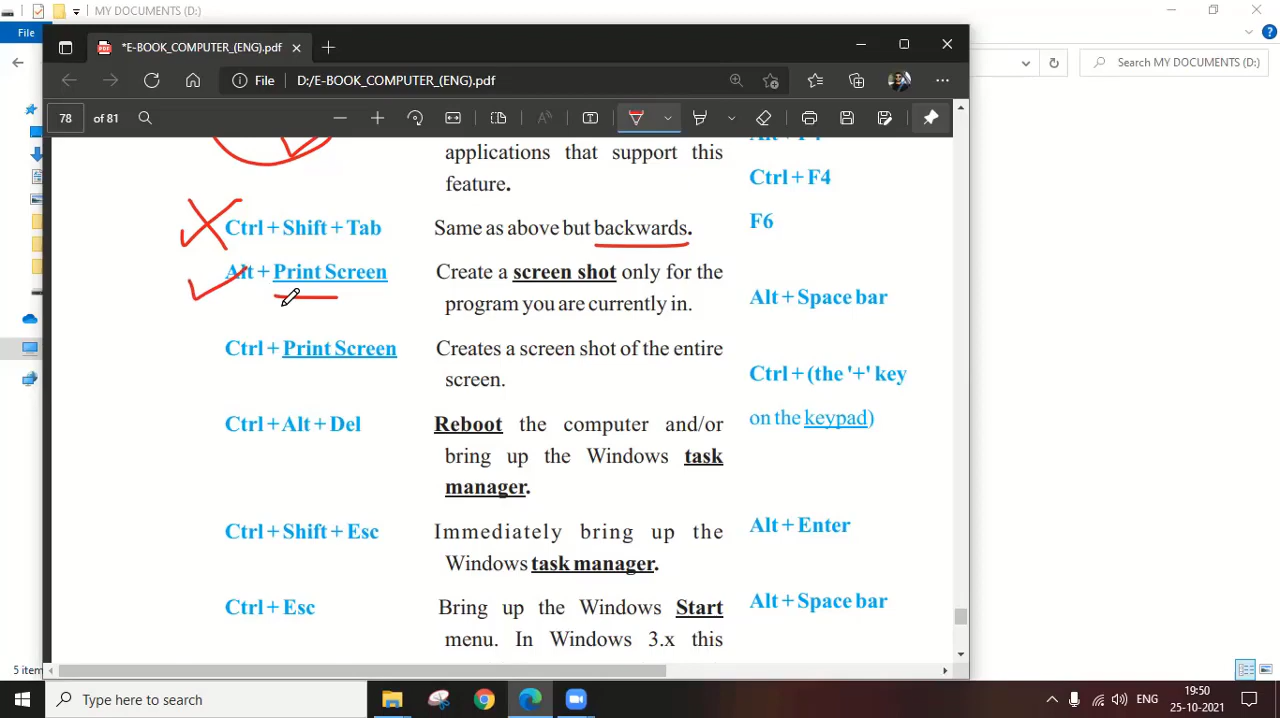 MY DOCUMENTS (D:)
File
*E-BOOK_COMPUTER_(ENG).pdf
File D:/E-BOOK_COMPUTER_(ENG).pdf
Search MY DOCUMENTS (D:)
78 of 81
applications that support this
feature.
Ctrl + Shift + Tab Same as above but backwards.
Alt + Print Screen Create a screen shot only for the
program you are currently in.
Ctrl + Print Screen Creates a screen shot of the entire
screen.
Ctrl + Alt + Del Reboot the computer and/or
bring up the Windows task
manager.
Ctrl + Shift + Esc Immediately bring up the
Windows task manager.
Ctrl + Esc Bring up the Windows Start
menu. In Windows 3.x this
Alt + F4
Ctrl + F4
F6
Alt + Space bar
Ctrl + (the '+' key
on the keypad)
Alt + Enter
Alt + Space bar
5 item
Type here to search
ENG
19:50
25-10-2021